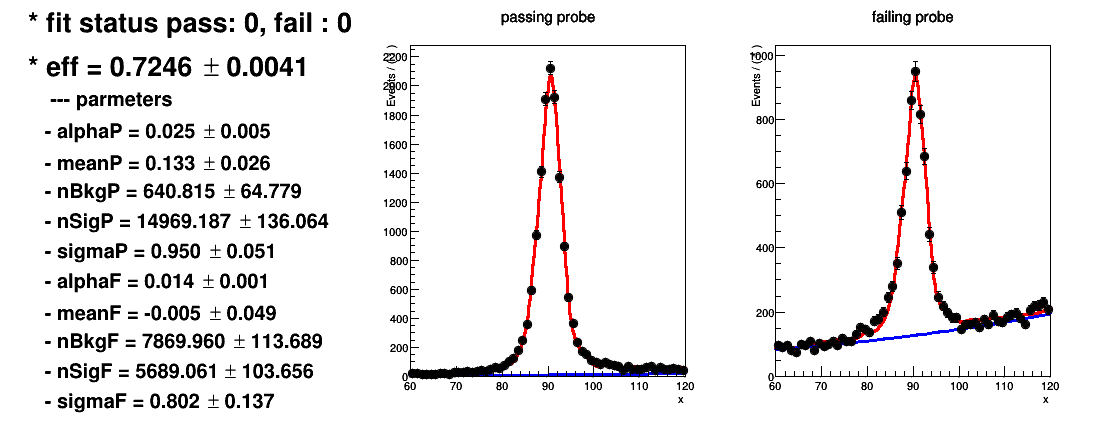 * fit status pass: 0, fail : 0
* eff = 0.7246 ± 0.0041
--- parmeters
- alphaP = 0.025 ± 0.005
- meanP = 0.133 ± 0.026
- nBkgP = 640.815 ± 64.779
- nSigP = 14969.187 ± 136.064
- sigmaP = 0.950 ± 0.051
- alphaF = 0.014 ± 0.001
- meanF = -0.005 ± 0.049
- nBkgF = 7869.960 ± 113.689
- nSigF = 5689.061 ± 103.656
- sigmaF = 0.802 ± 0.137
passing probe
Events / (
2200
1800
1600
1400
1200
1000
800
600
400
200
0
60 70 80 90 100 110 120
x
failing probe
Events / (
1000
800
600
400
200
0
60 70 80 90 100 110 120
x